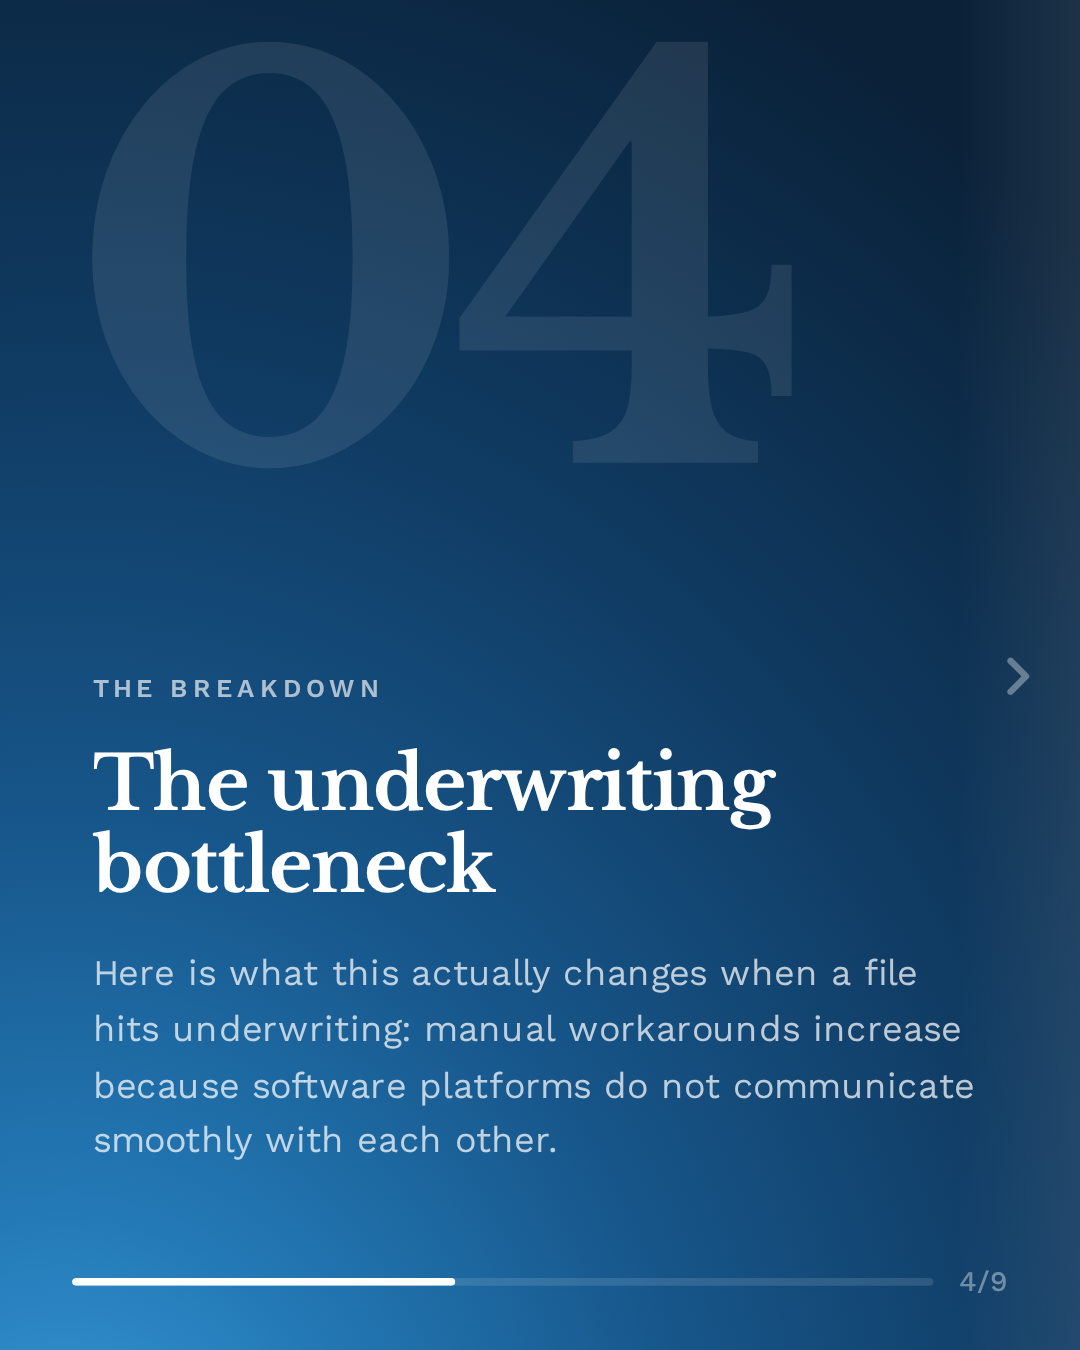 04
THE BREAKDOWN
The underwriting
bottleneck
Here is what this actually changes when a file
hits underwriting: manual workarounds increase
because software platforms do not communicate
smoothly with each other.
4/9